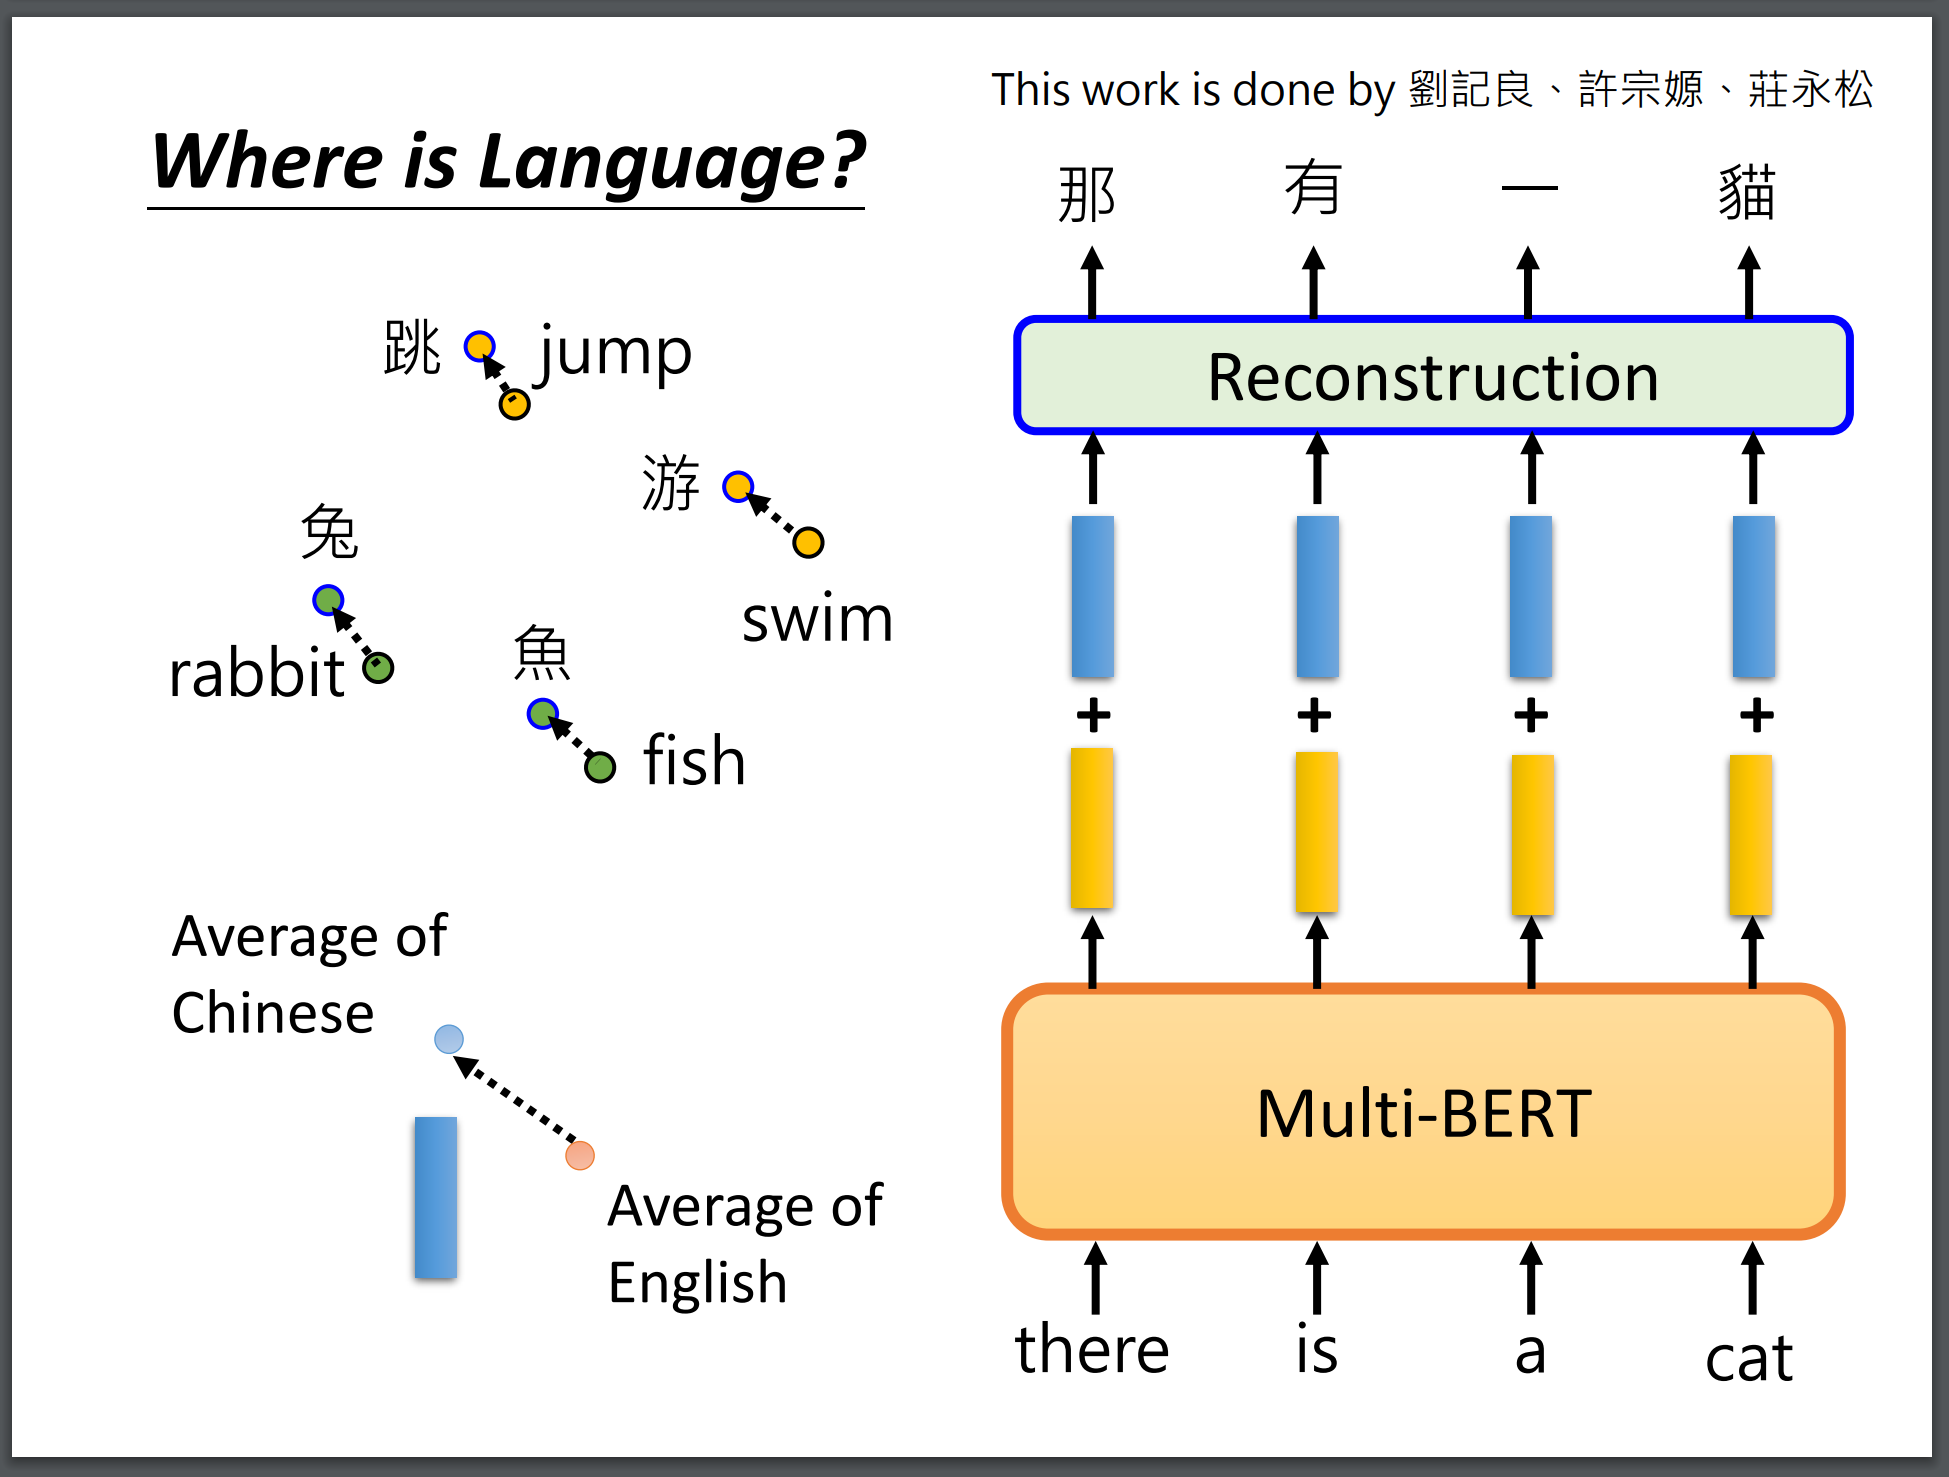 This work is done by 劉記良、許宗嫄、莊永松
Where is Language?
那 有 一 貓
Reconstruction
跳 jump
游
swim
兔
rabbit
魚
fish
+ + + +
Average of
Chinese
Average of
English
Multi-BERT
there is a cat